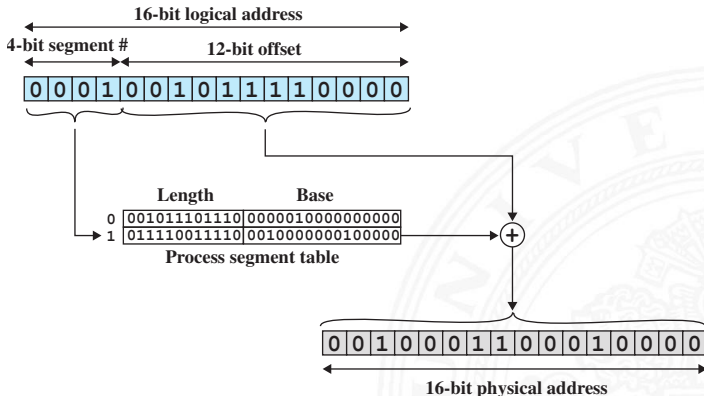 16-bit logical address
4-bit segment #
12-bit offset
0 0 0 1 0 0 1 0 1 1 1 1 0 0 0 0
Length Base
0 001011101110 0000010000000000
1 011110011110 0010000000100000
+
Process segment table
0 0 1 0 0 0 1 1 0 0 0 1 0 0 0 0
16-bit physical address